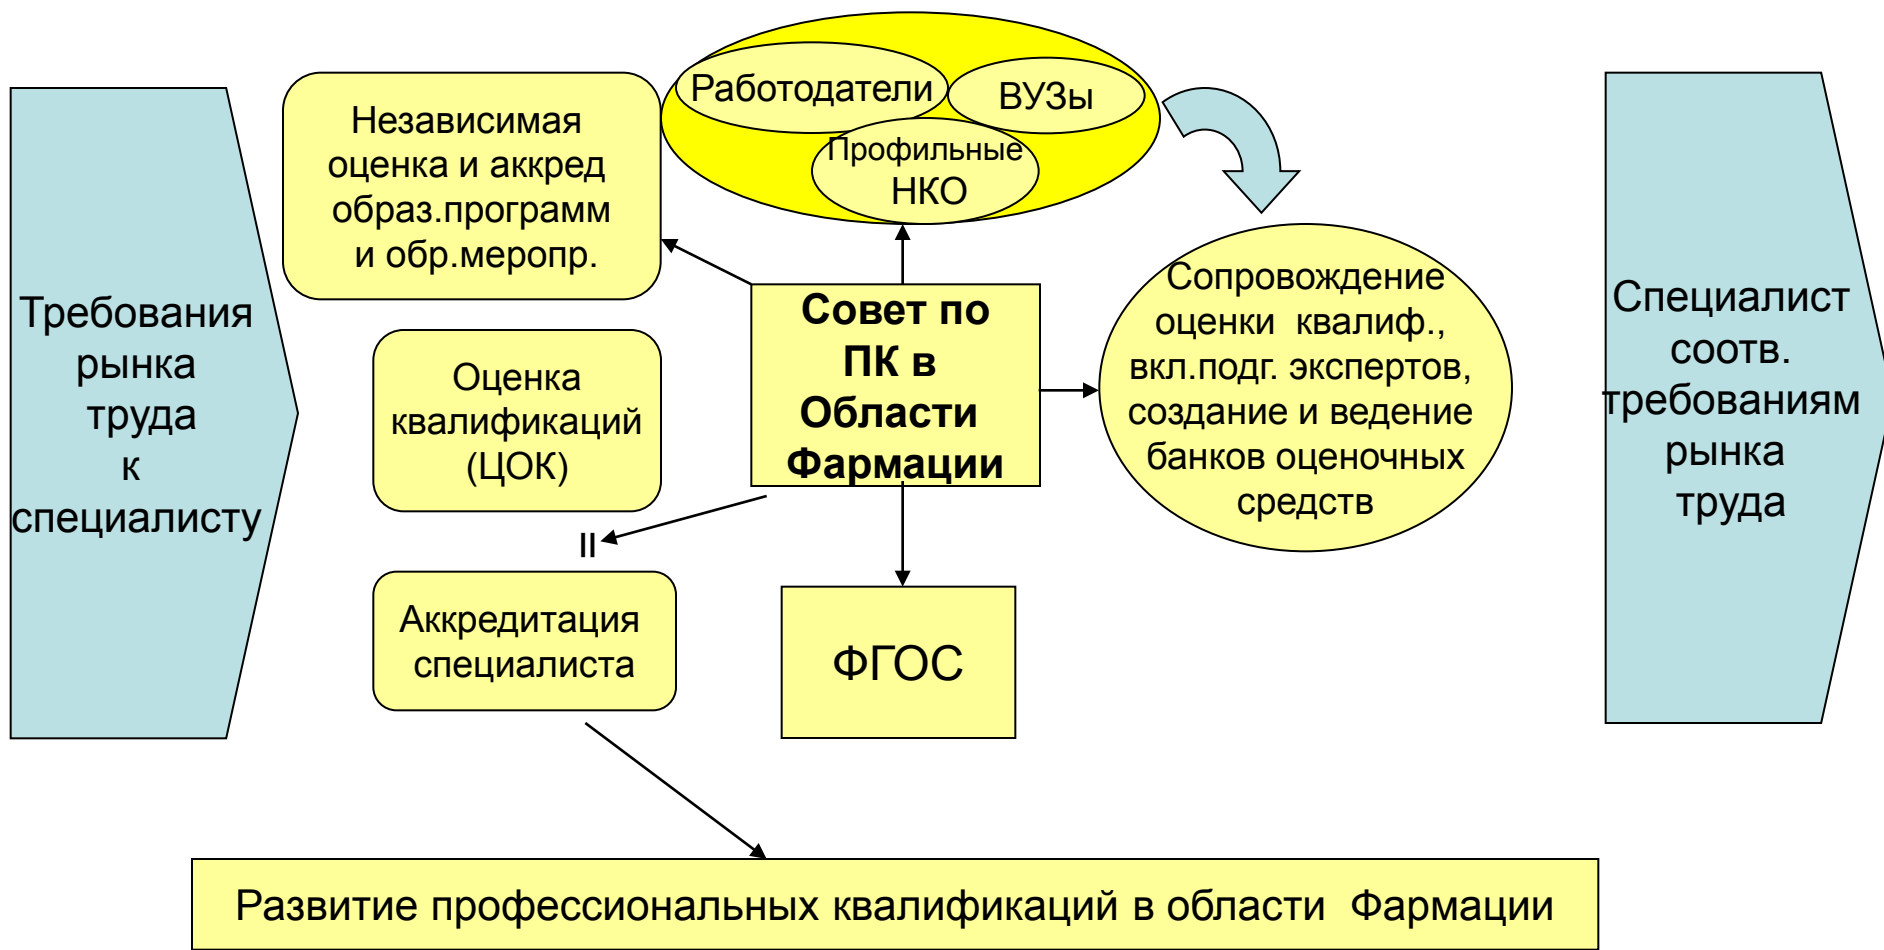 Требования
рынка
труда
к
специалисту
Независимая
оценка и аккред
образ.программ
и обр.меропр.
Работодатели
ВУЗы
Профильные
НКО
Оценка
квалификаций
(ЦОК)
=
Аккредитация
специалиста
Совет по
ПК в
Области
Фармации
ФГОС
Сопровождение
оценки квалиф.,
вкл.подг. экспертов,
создание и ведение
банков оценочных
средств
Специалист
соотв.
требованиям
рынка
труда
Развитие профессиональных квалификаций в области Фармации